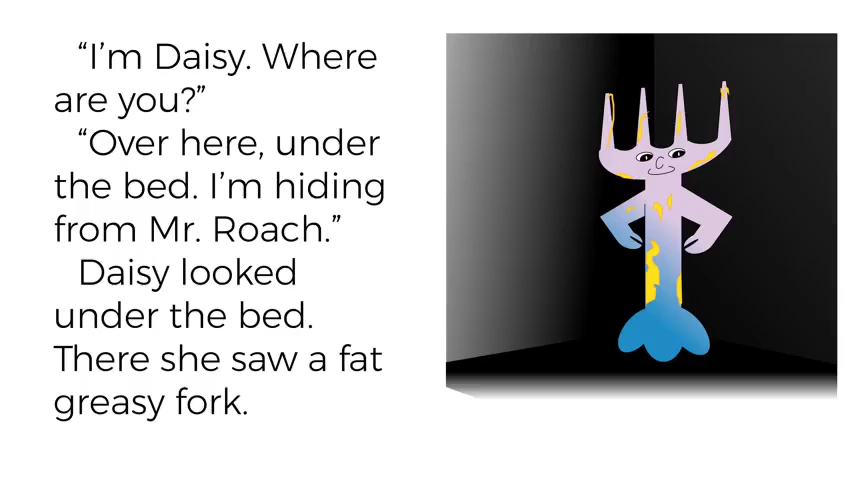 “I’m Daisy. Where
are you?”
“Over here, under
the bed. I’m hiding
from Mr. Roach.”
Daisy looked
under the bed.
There she saw a fat
greasy fork.